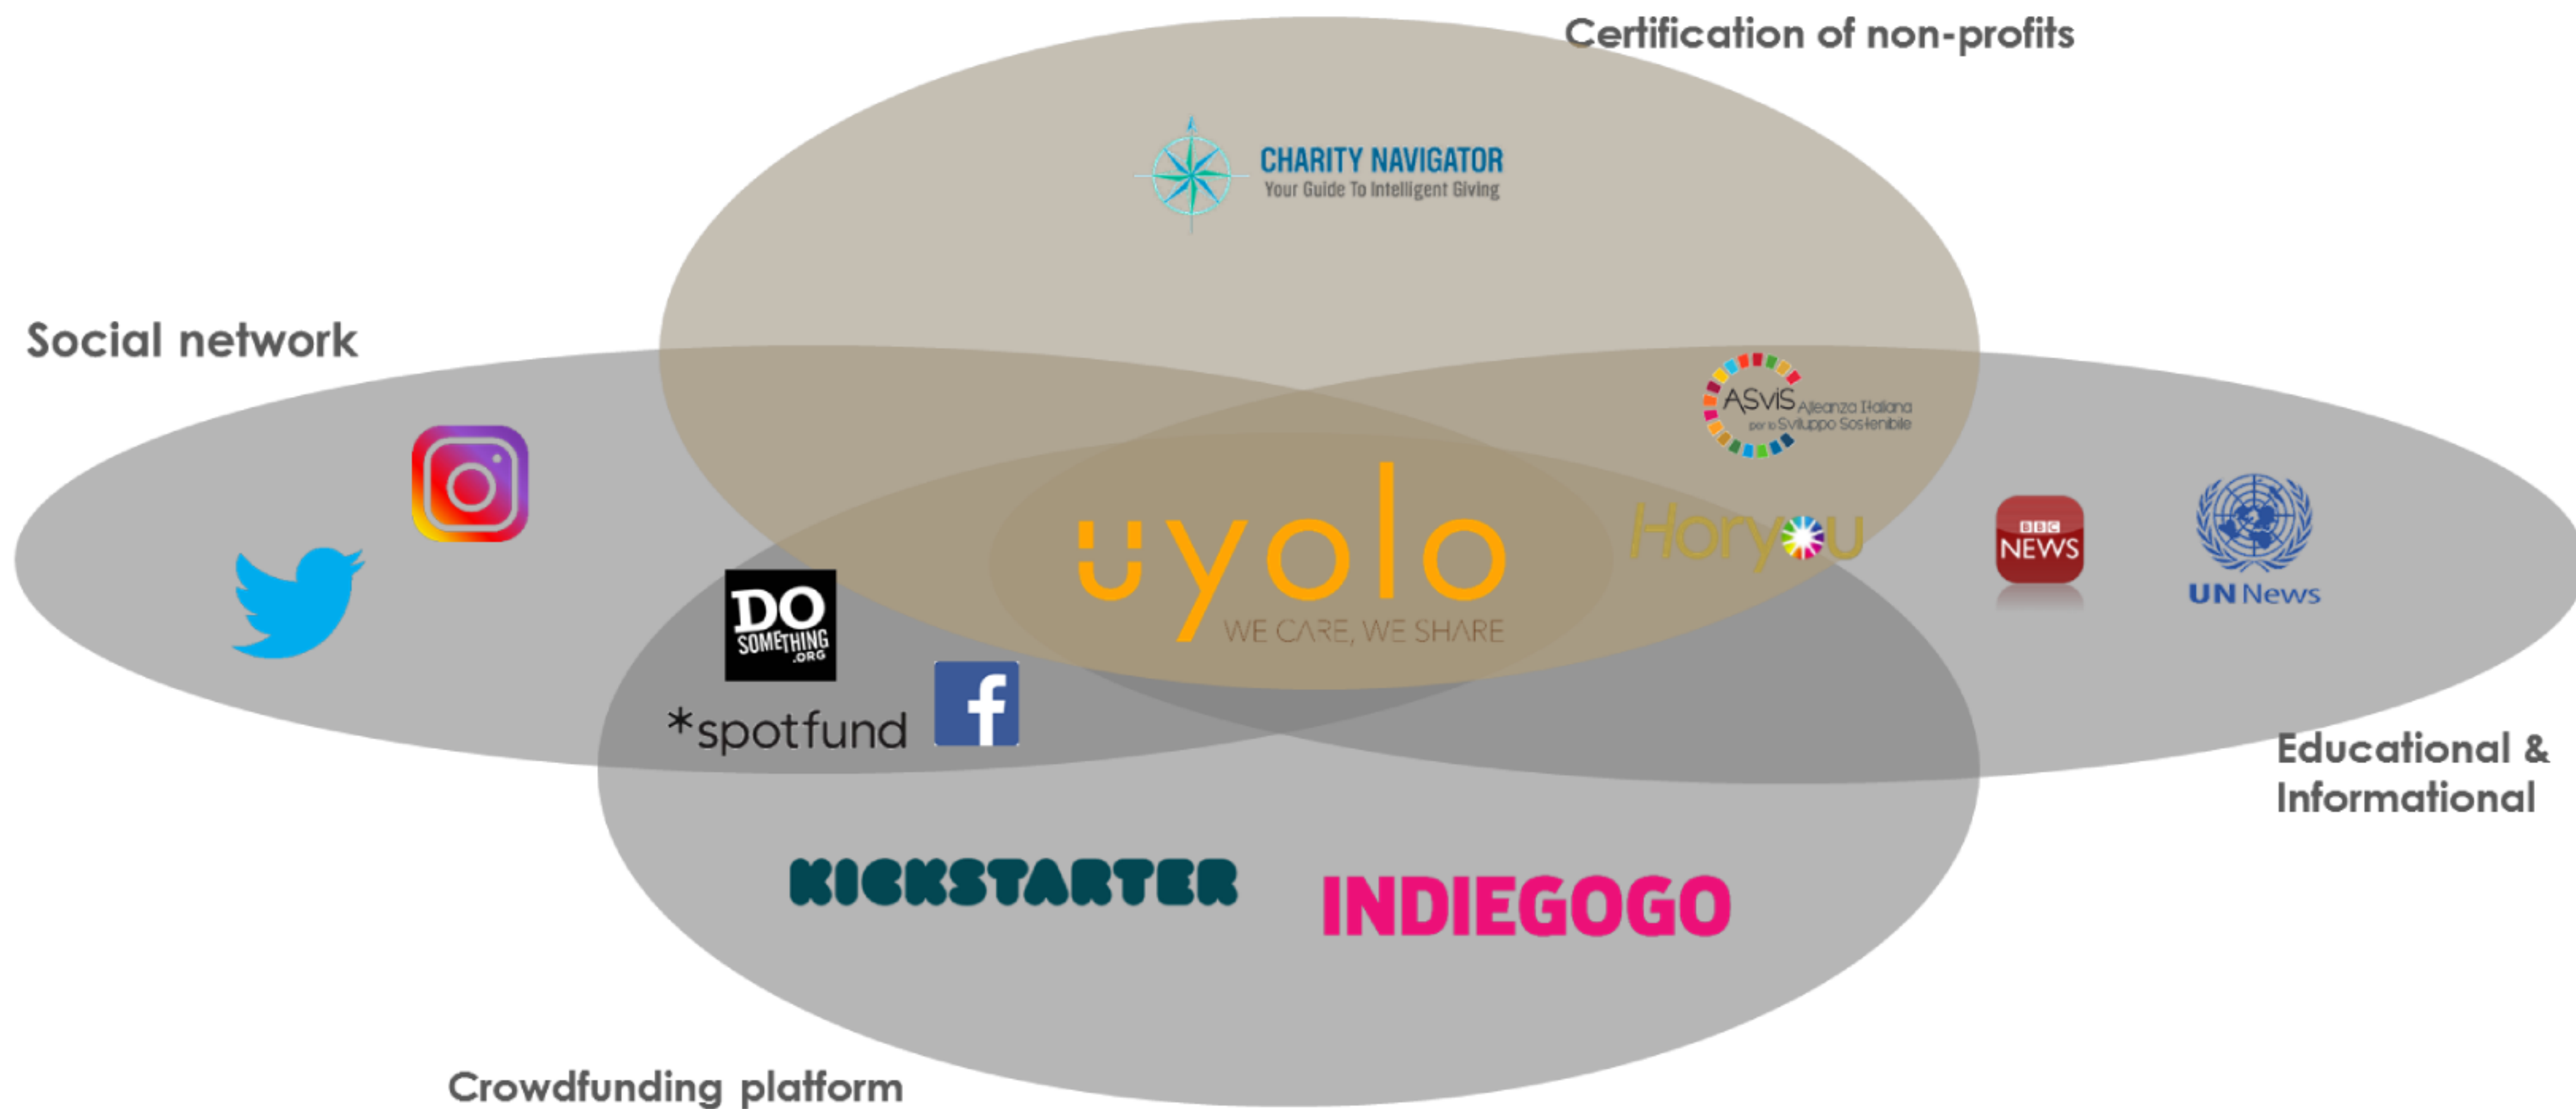 Certification of non-profits
CHARITY NAVIGATOR
Your Guide To Intelligent Giving
Social network
ASviS Alleanza Italiana
per lo Sviluppo Sostenibile
uyolo
WE CARE, WE SHARE
Horyou
BBC
NEWS
UN News
DO
SOMETHING
.ORG
*spotfund
f
Educational &
Informational
KICKSTARTER
INDIEGOGO
Crowdfunding platform